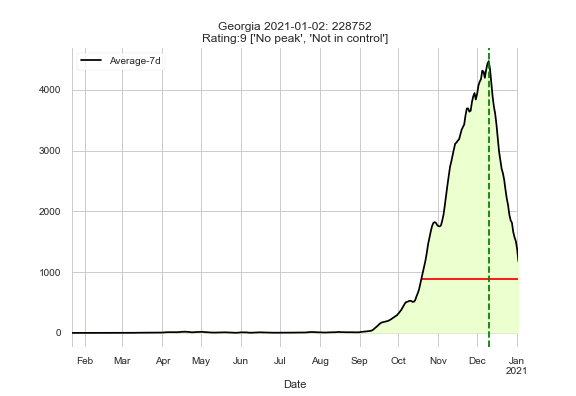 Georgia 2021-01-02: 228752
Rating:9 ['No peak', 'Not in control']
Average-7d
4000
3000
2000
1000
0
Feb Mar Apr May Jun Jul Aug Sep Oct Nov Dec Jan
2021
Date